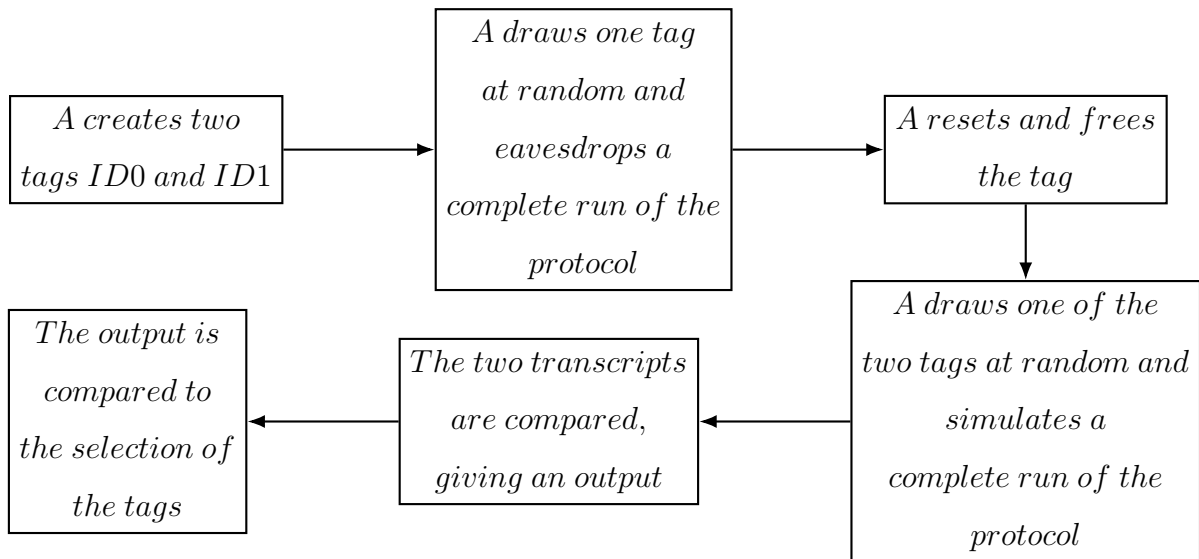 A creates two
tags ID0 and ID1
A draws one tag
at random and
eavesdrops a
complete run of the
protocol
A resets and frees
the tag
A draws one of the
two tags at random and
simulates a
complete run of the
protocol
The two transcripts
are compared,
giving an output
The output is
compared to
the selection of
the tags